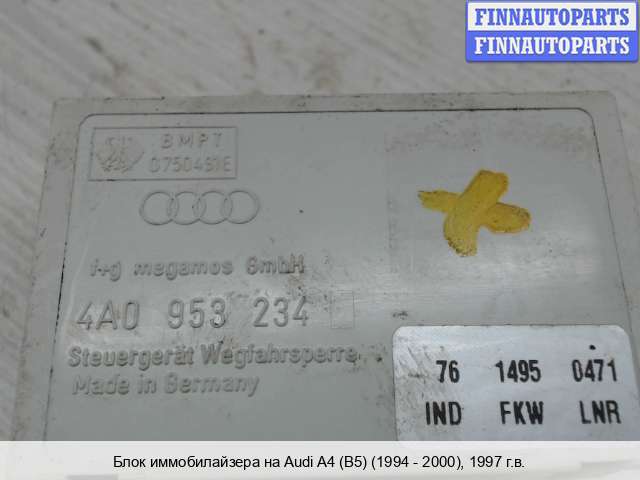 FINNAUTOPARTS
FINNAUTOPARTS
BMPT
D750491E
f+g megamos GmbH
4A0 953 234
Steuergerät Wegfahrsperre
Made in Germany
76 1495 0471
IND FKW LNR
Блок иммобилайзера на Audi A4 (B5) (1994 - 2000), 1997 г.в.